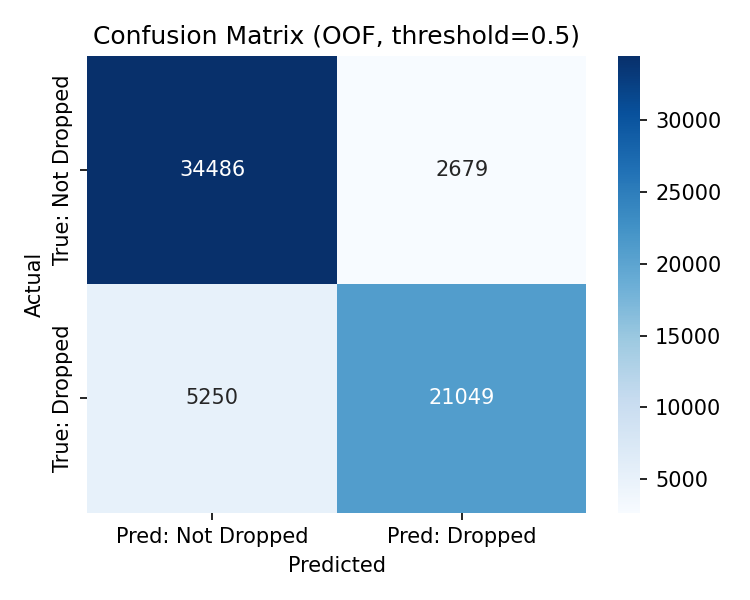 Confusion Matrix (OOF, threshold=0.5)
True: Not Dropped
34486
2679
True: Dropped
5250
21049
Actual
Pred: Not Dropped
Pred: Dropped
Predicted
30000
25000
20000
15000
10000
5000